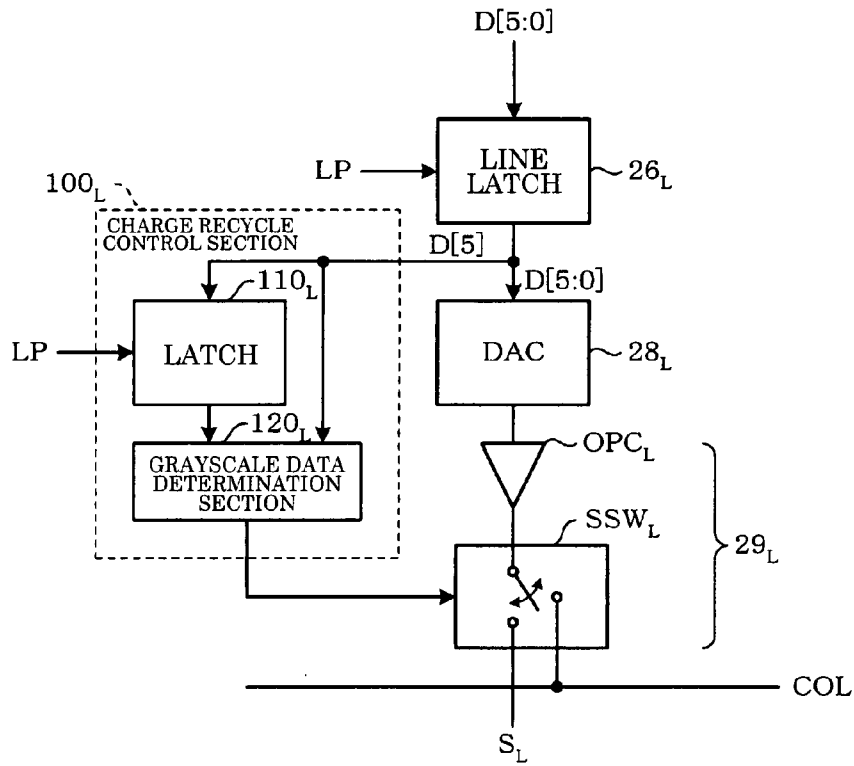 D[5:0]
LP
LINE
LATCH
26L
100L
CHARGE RECYCLE
CONTROL SECTION
D[5]
D[5:0]
110L
LP
LATCH
DAC
28L
120L
GRAYSCALE DATA
DETERMINATION
SECTION
OPCL
SSWL
29L
COL
SL